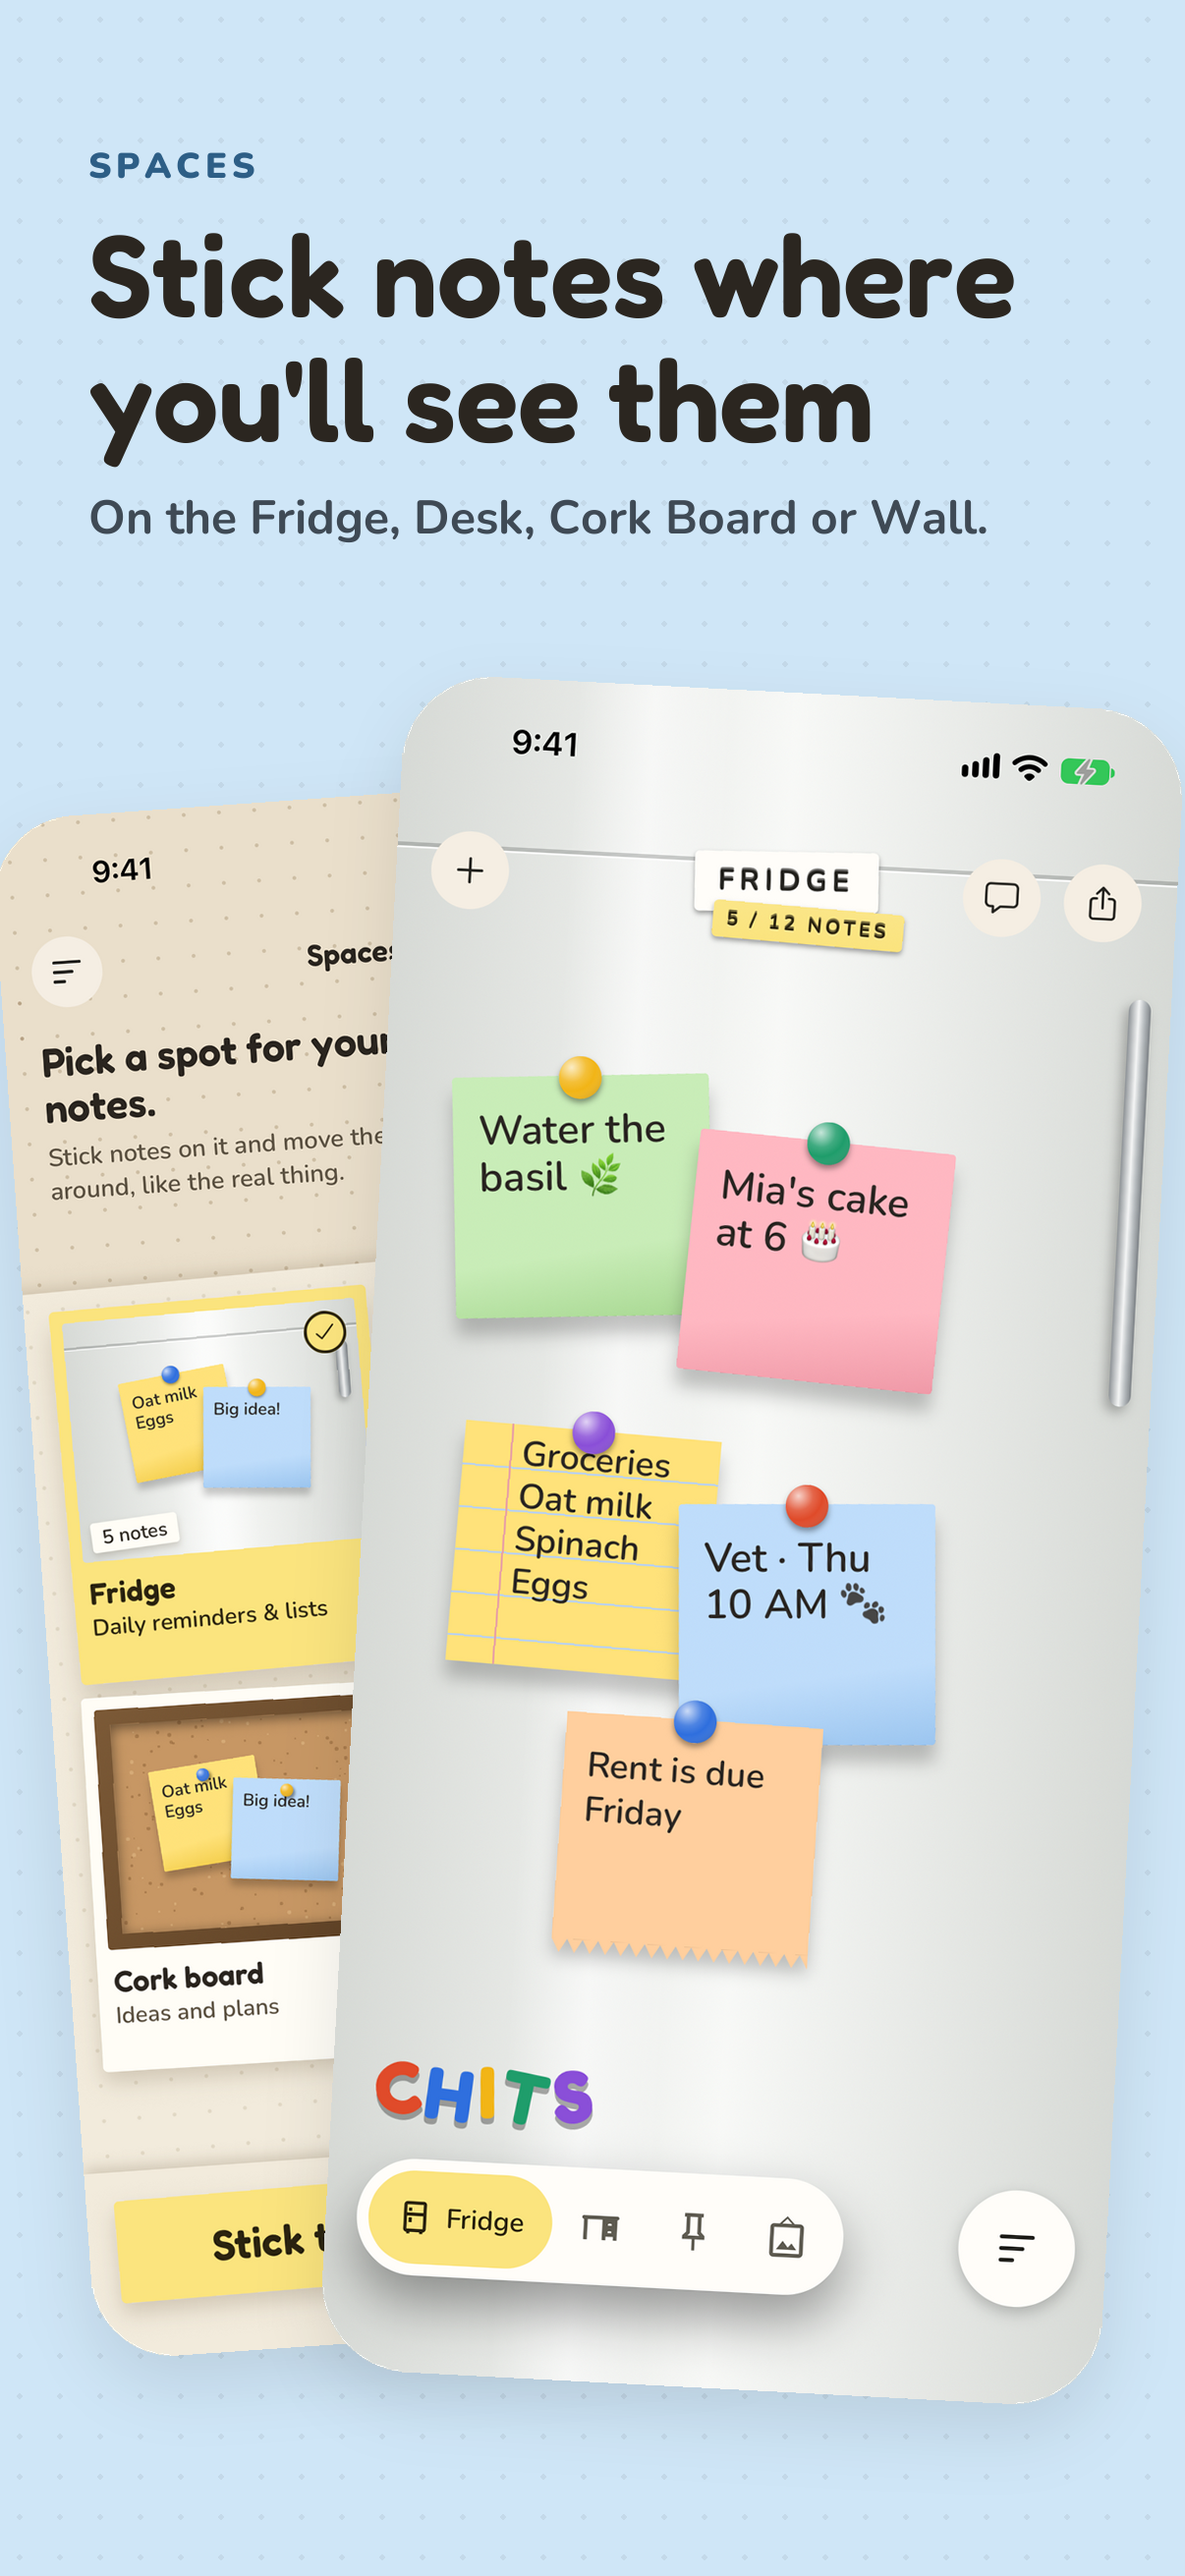 SPACES
Stick notes where
you'll see them
On the Fridge, Desk, Cork Board or Wall.
9:41
Spaces
Pick a spot for your
notes.
Stick notes on it and move the
around, like the real thing.
Oat milk
Eggs
Big idea!
5 notes
Fridge
Daily reminders & lists
Oat milk
Eggs
Big idea!
Cork board
Ideas and plans
Stick
9:41
FRIDGE
5 / 12 NOTES
Water the
basil 🌿
Mia's cake
at 6 🎂
Groceries
Oat milk
Spinach
Eggs
Vet · Thu
10 AM 🐾
Rent is due
Friday
CHITS
Fridge